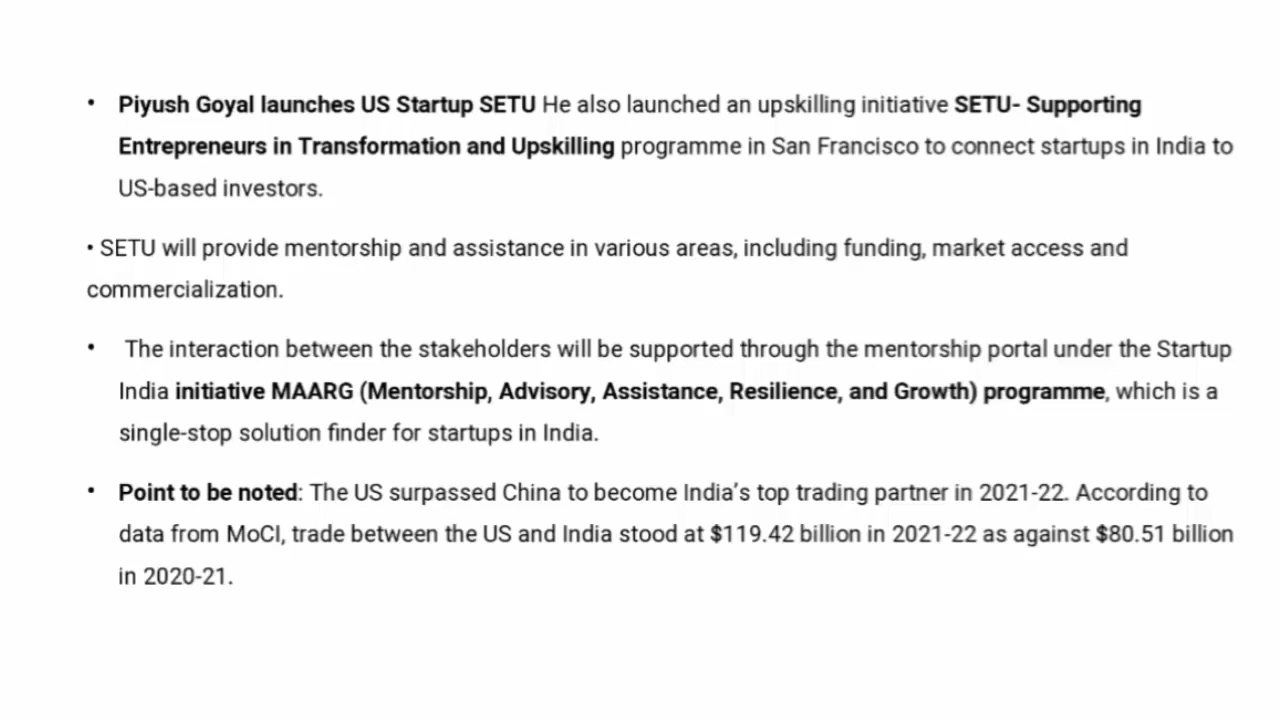 • Piyush Goyal launches US Startup SETU He also launched an upskilling initiative SETU- Supporting
Entrepreneurs in Transformation and Upskilling programme in San Francisco to connect startups in India to
US-based investors.
• SETU will provide mentorship and assistance in various areas, including funding, market access and
commercialization.
• The interaction between the stakeholders will be supported through the mentorship portal under the Startup
India initiative MAARG (Mentorship, Advisory, Assistance, Resilience, and Growth) programme, which is a
single-stop solution finder for startups in India.
• Point to be noted: The US surpassed China to become India’s top trading partner in 2021-22. According to
data from MoCI, trade between the US and India stood at $119.42 billion in 2021-22 as against $80.51 billion
in 2020-21.